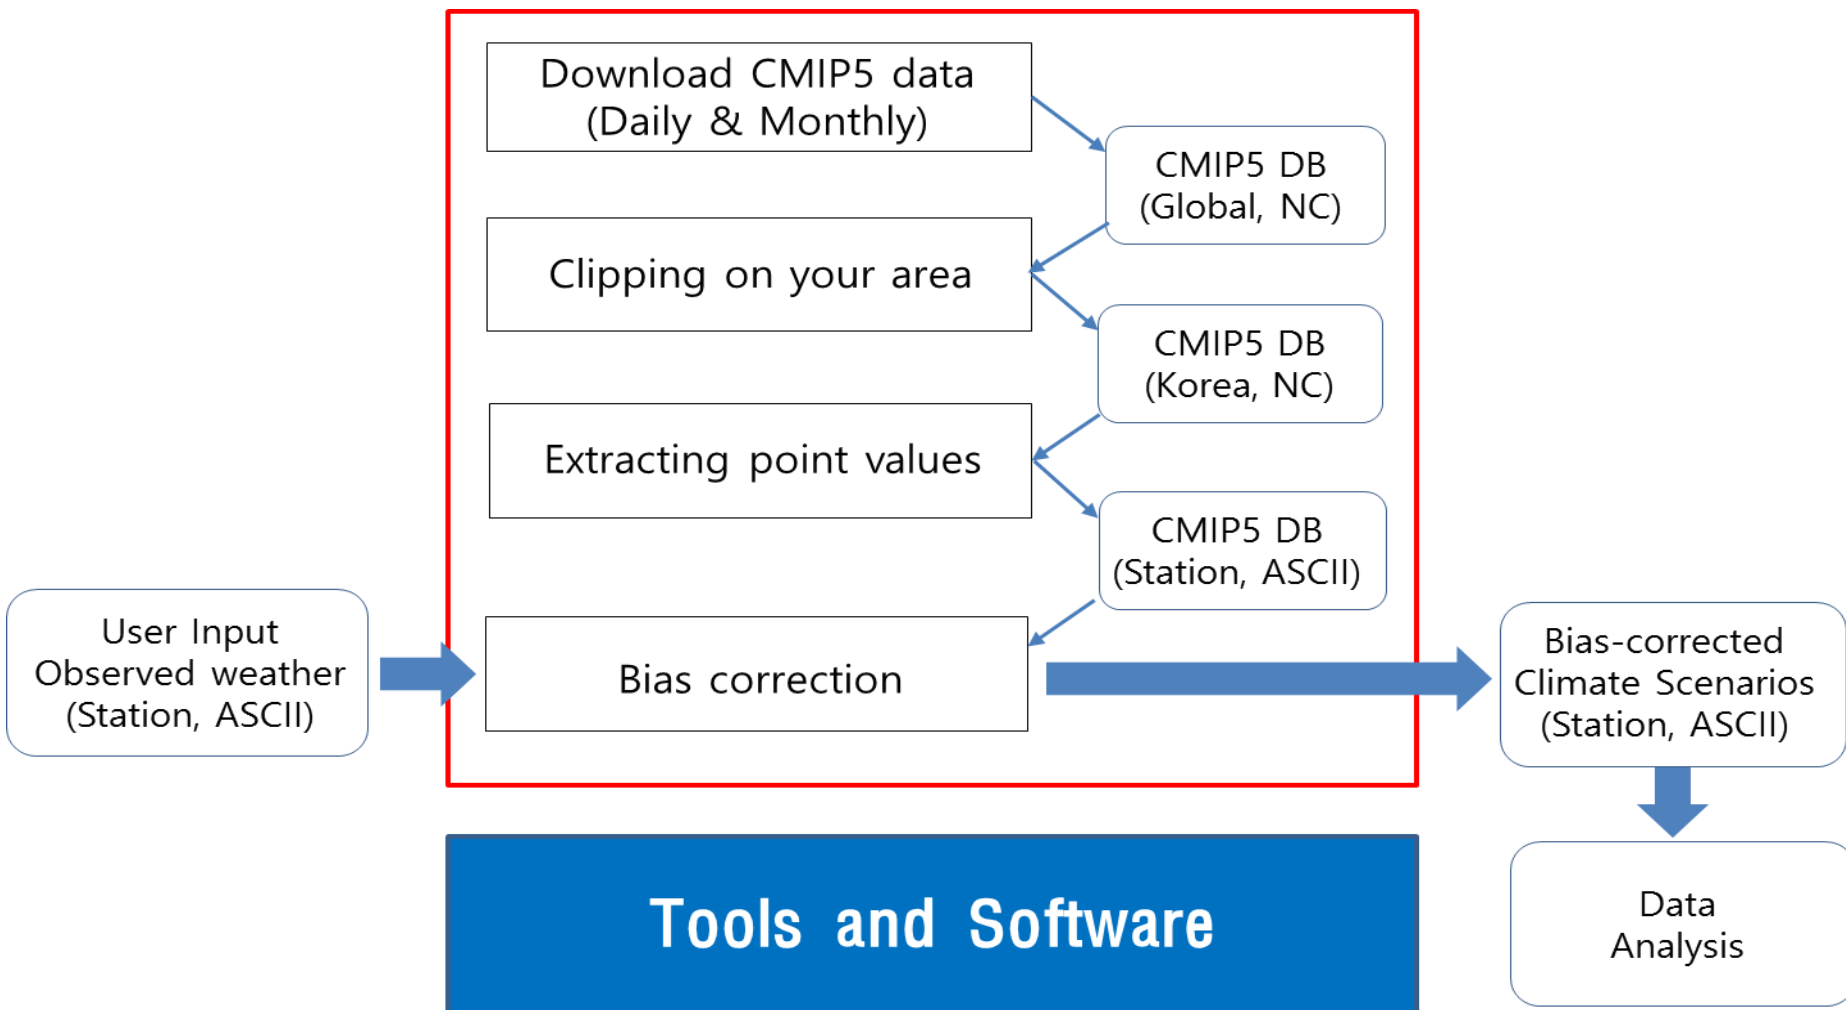 Download CMIP5 data
(Daily & Monthly)
CMIP5 DB
(Global, NC)
Clipping on your area
CMIP5 DB
(Korea, NC)
Extracting point values
CMIP5 DB
(Station, ASCII)
User Input
Observed weather
(Station, ASCII)
Bias correction
Bias-corrected
Climate Scenarios
(Station, ASCII)
Tools and Software
Data
Analysis